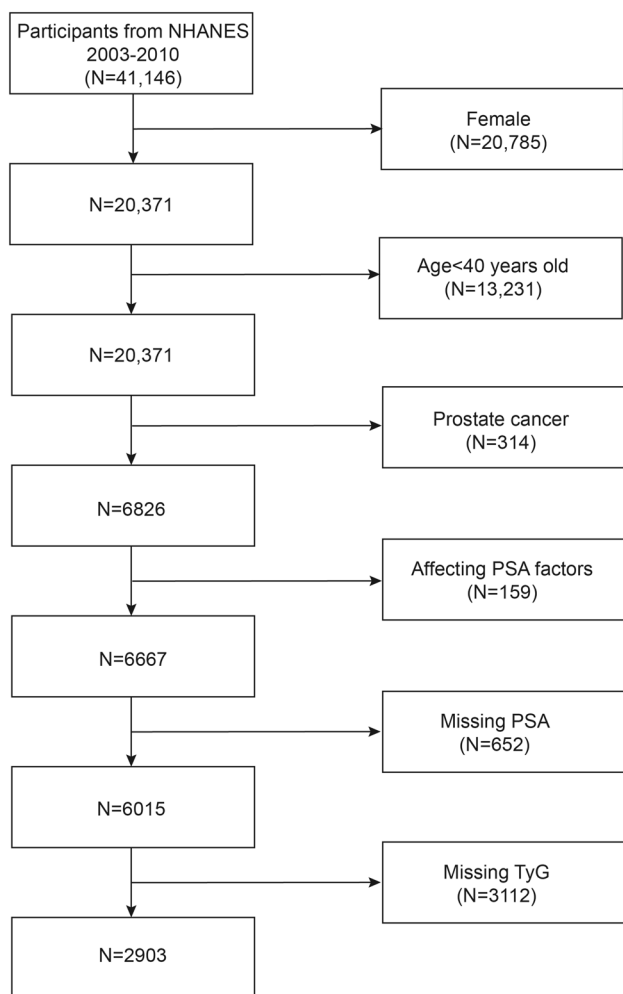 Participants from NHANES
2003-2010
(N=41,146)
Female
(N=20,785)
N=20,371
Age<40 years old
(N=13,231)
N=20,371
Prostate cancer
(N=314)
N=6826
Affecting PSA factors
(N=159)
N=6667
Missing PSA
(N=652)
N=6015
Missing TyG
(N=3112)
N=2903